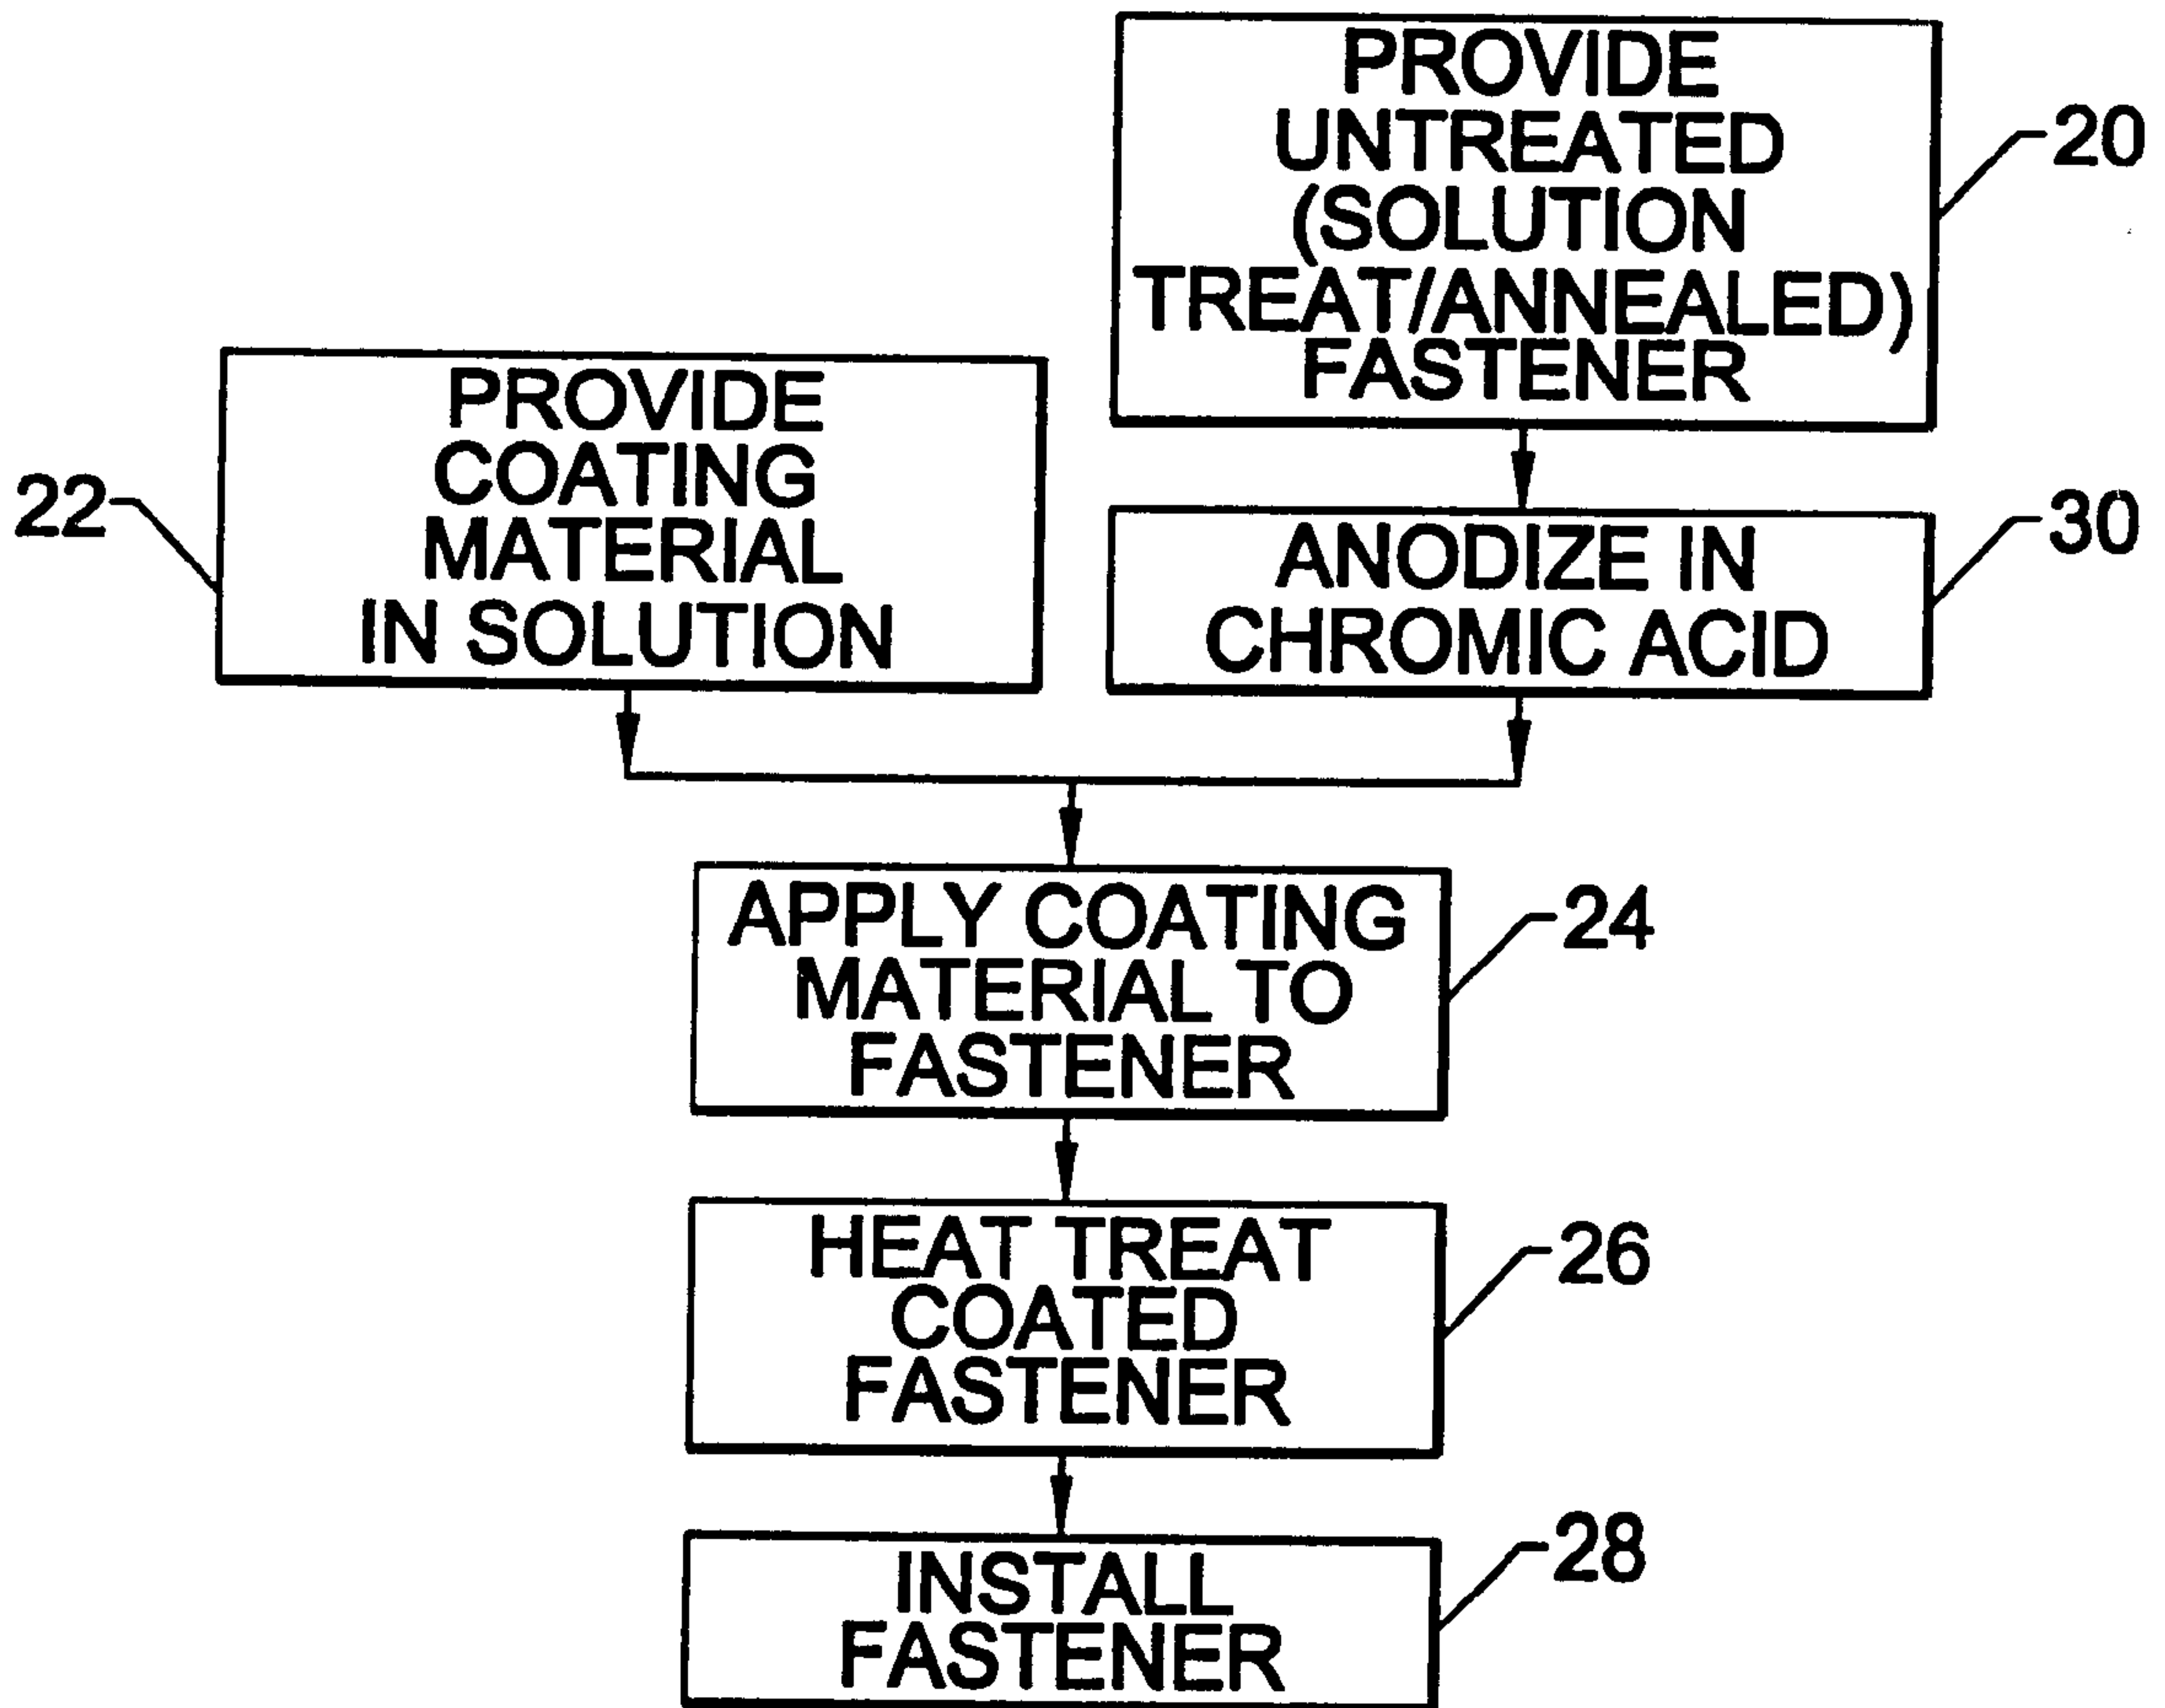 PROVIDE
UNTREATED
(SOLUTION
TREAT/ANNEALED)
FASTENER
20
PROVIDE
COATING
MATERIAL
IN SOLUTION
22
ANODIZE IN
CHROMIC ACID
30
APPLY COATING
MATERIAL TO
FASTENER
24
HEAT TREAT
COATED
FASTENER
26
INSTALL
FASTENER
28